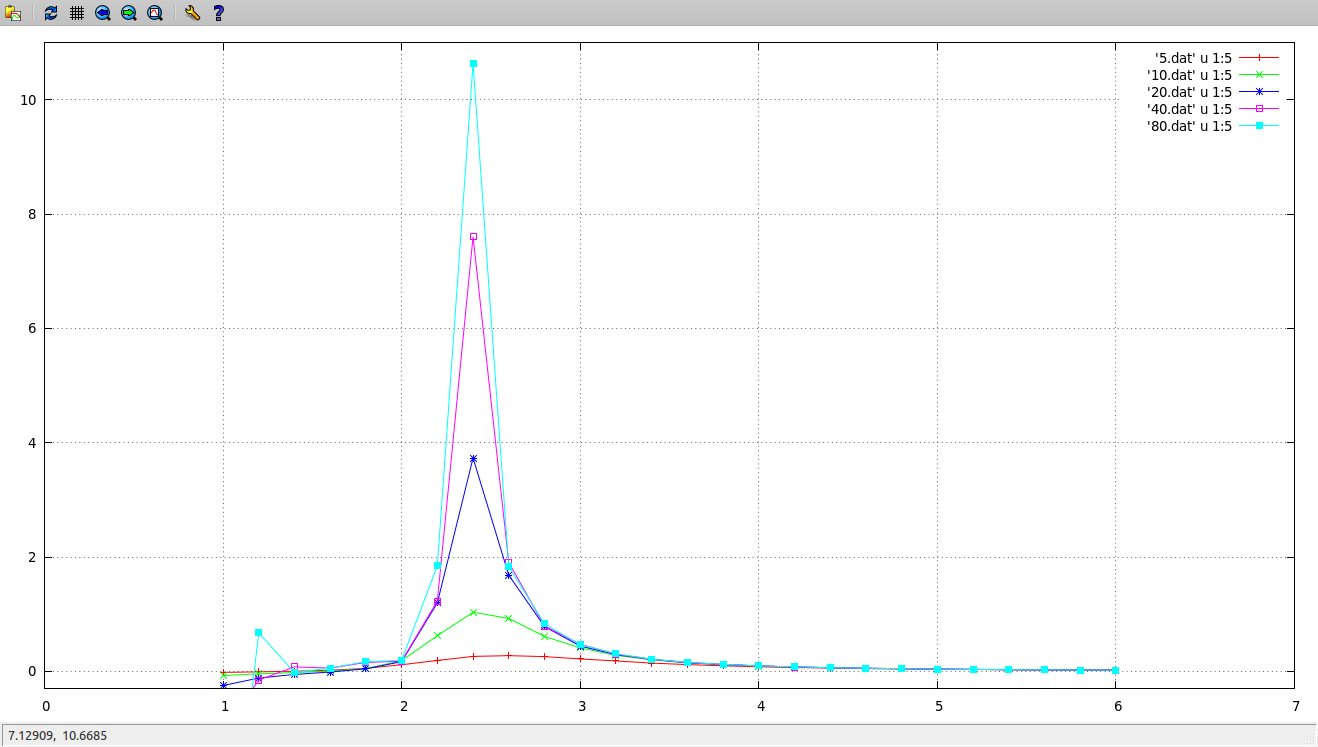 '5.dat' u 1:5
'10.dat' u 1:5
'20.dat' u 1:5
'40.dat' u 1:5
'80.dat' u 1:5
10
8
6
4
2
0
0 1 2 3 4 5 6 7
7.12909, 10.6685